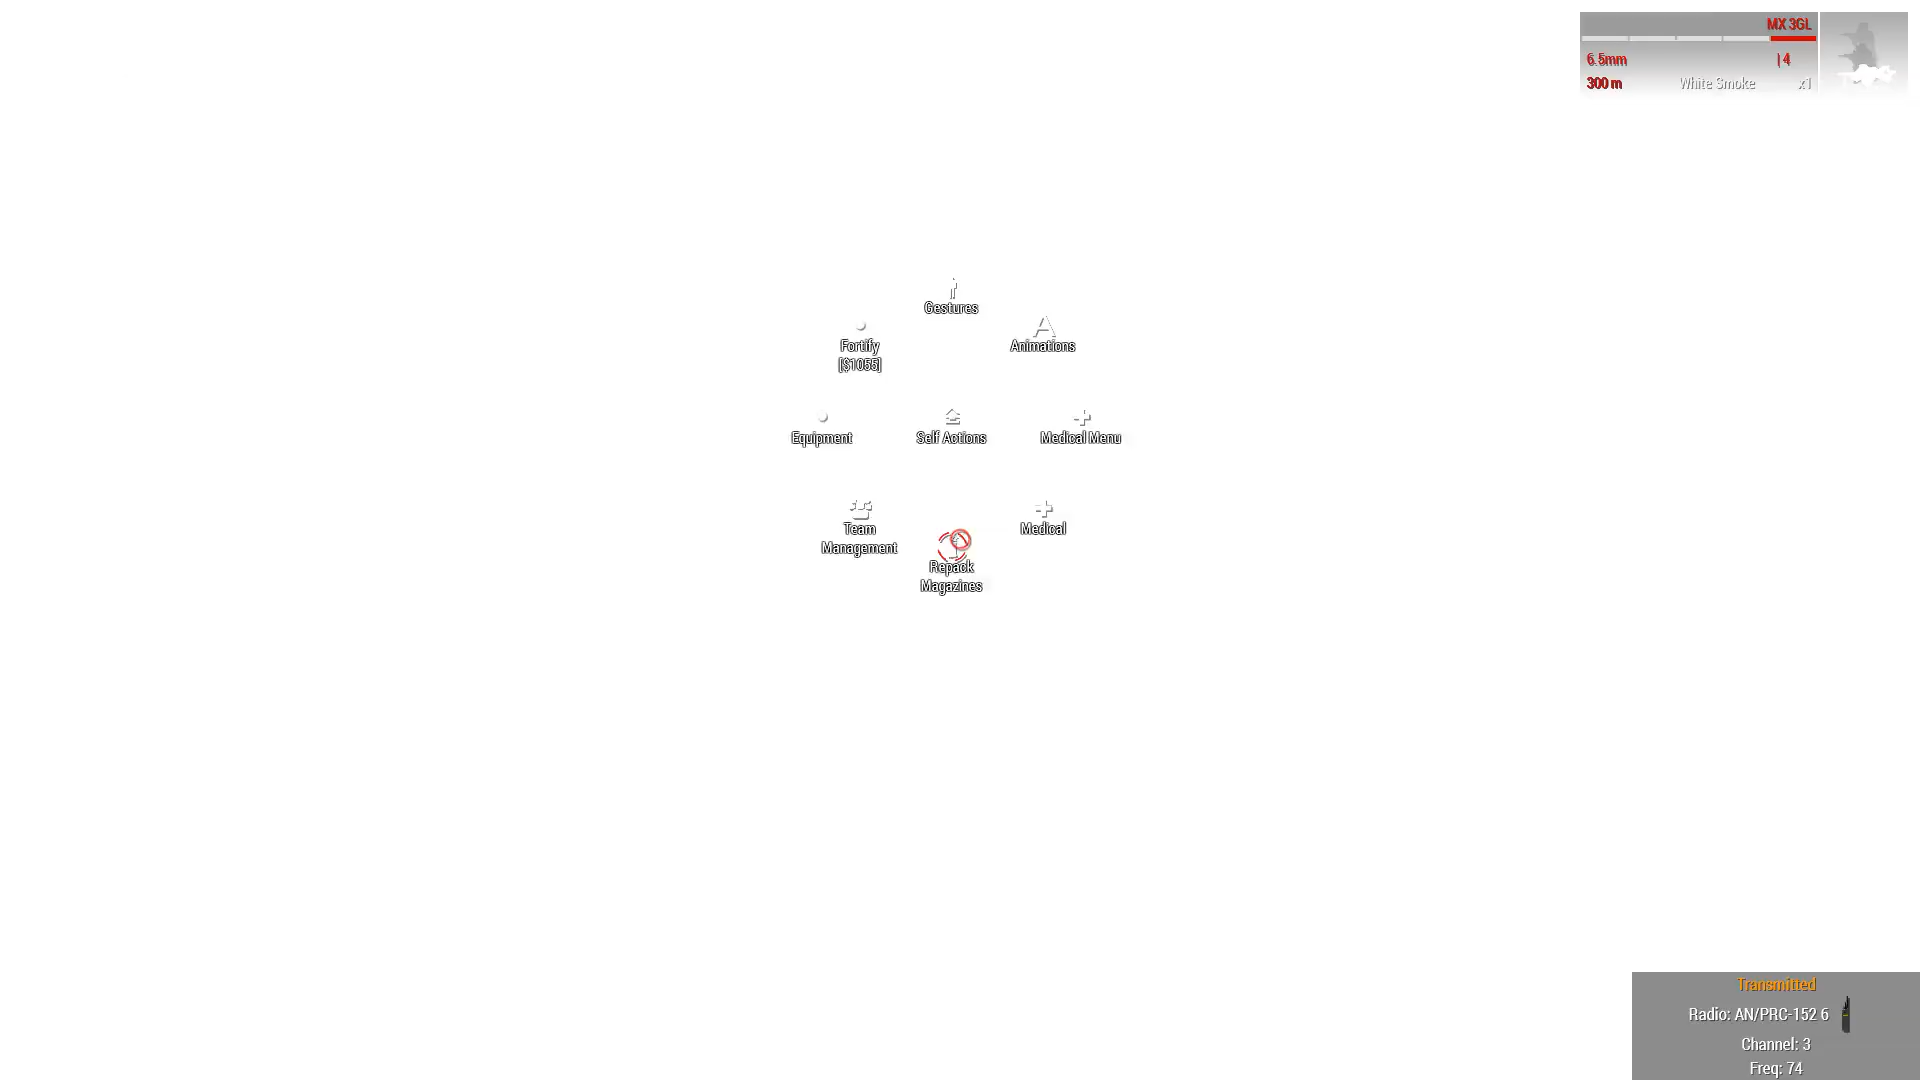 MX 3GL
6.5mm |4
300 m White Smoke x1
Gestures
Fortify
[$1055]
Animations
Equipment
Self Actions
Medical Menu
Team
Management
Medical
Repack
Magazines
Transmitted
Radio: AN/PRC-152 6
Channel: 3
Freq: 74